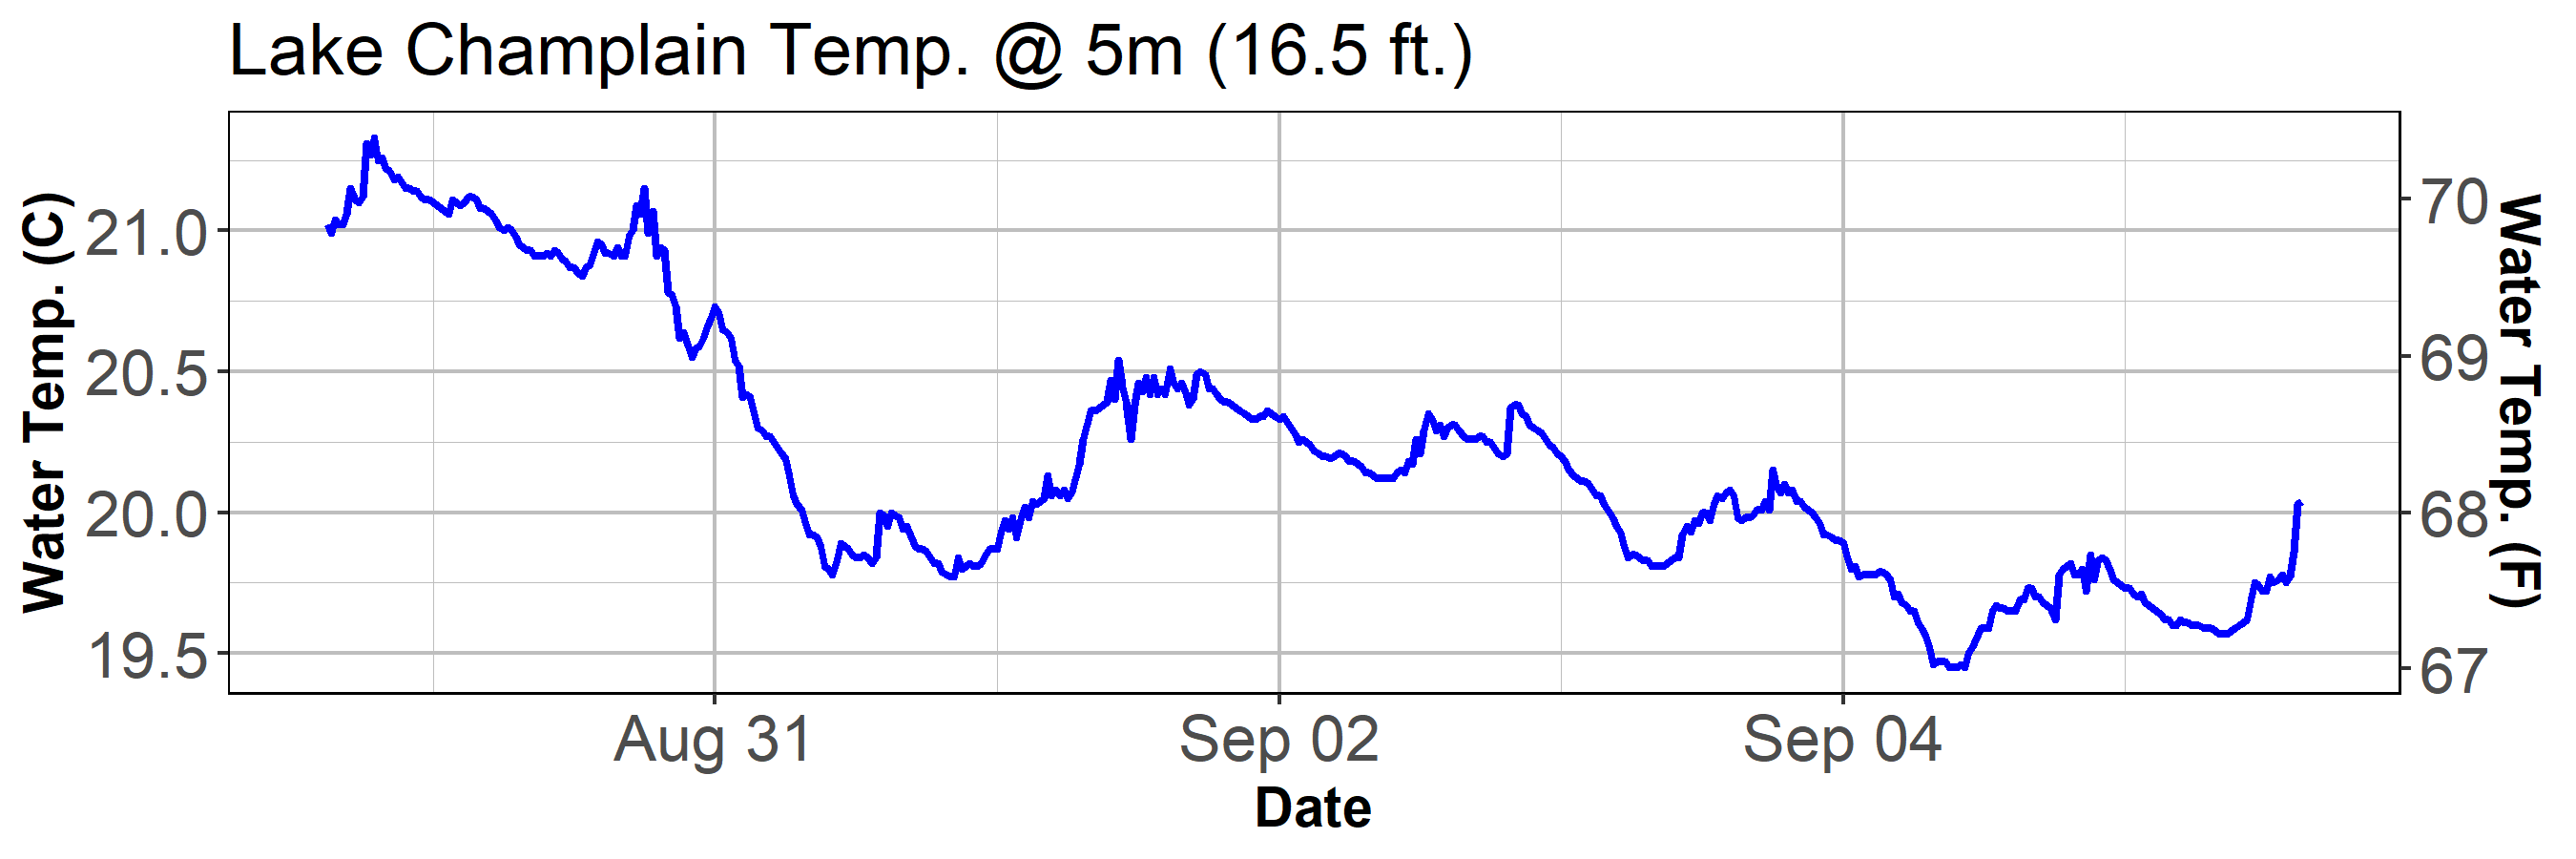 Lake Champlain Temp. @ 5m (16.5 ft.)
Water Temp. (C)
21.0
20.5
20.0
19.5
70
69
68
67
Water Temp. (F)
Aug 31
Sep 02
Sep 04
Date